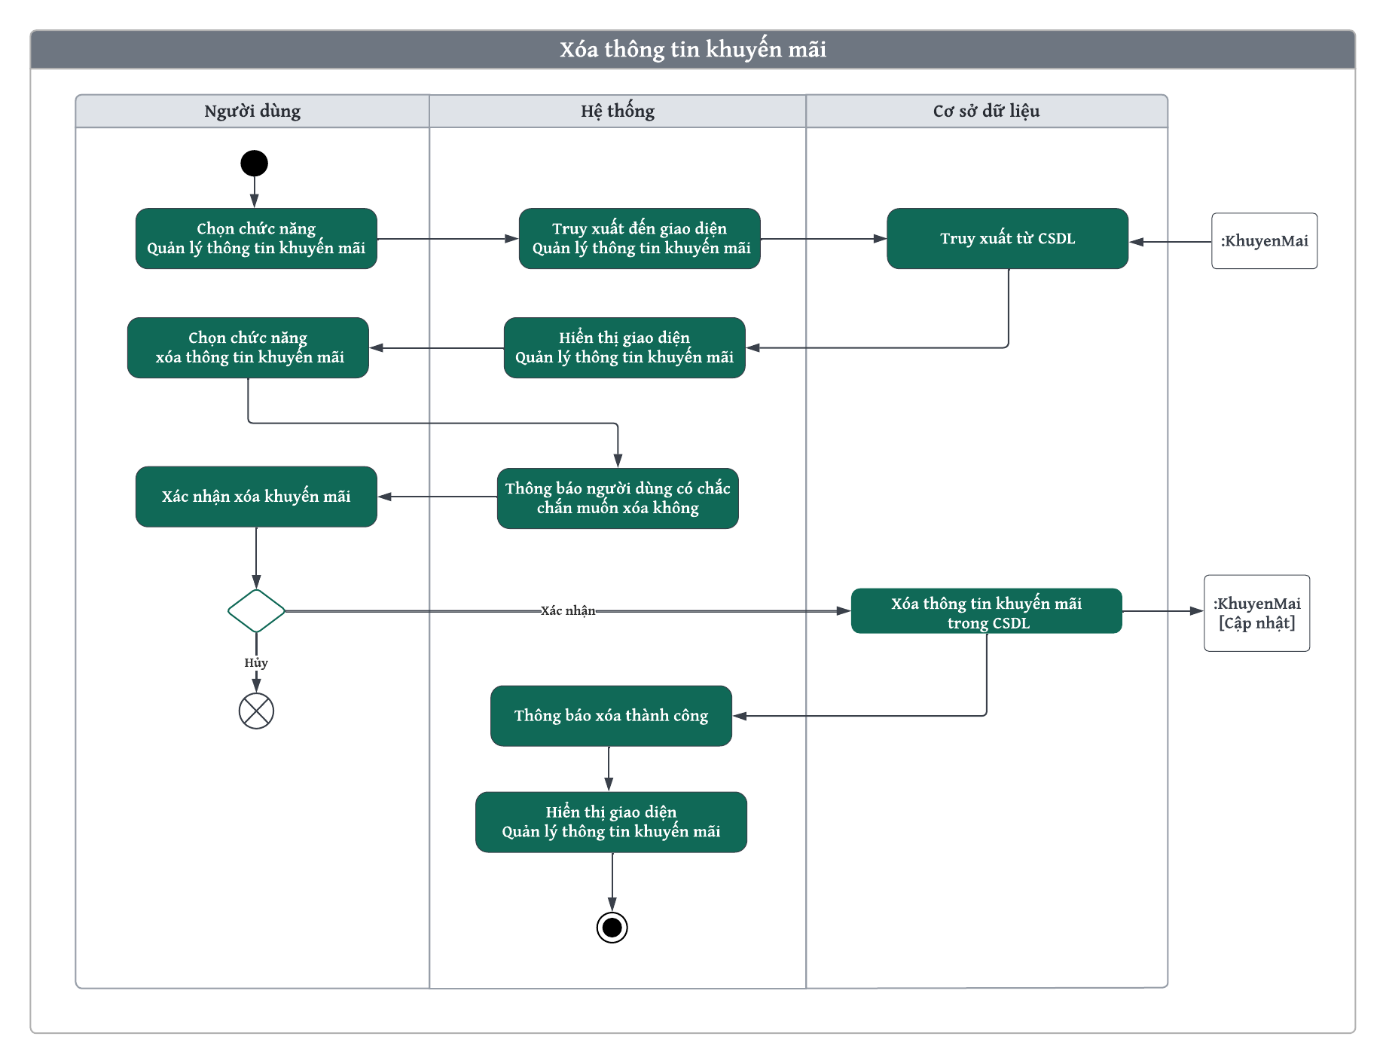 Xóa thông tin khuyến mãi
Người dùng
Hệ thống
Cơ sở dữ liệu
Chọn chức năng
Quản lý thông tin khuyến mãi
Truy xuất đến giao diện
Quản lý thông tin khuyến mãi
Truy xuất từ CSDL
:KhuyenMai
Chọn chức năng
xóa thông tin khuyến mãi
Hiển thị giao diện
Quản lý thông tin khuyến mãi
Xác nhận xóa khuyến mãi
Thông báo người dùng có chắc
chắn muốn xóa không
Xác nhận
Xóa thông tin khuyến mãi
trong CSDL
:KhuyenMai
[Cập nhật]
Hủy
Thông báo xóa thành công
Hiển thị giao diện
Quản lý thông tin khuyến mãi